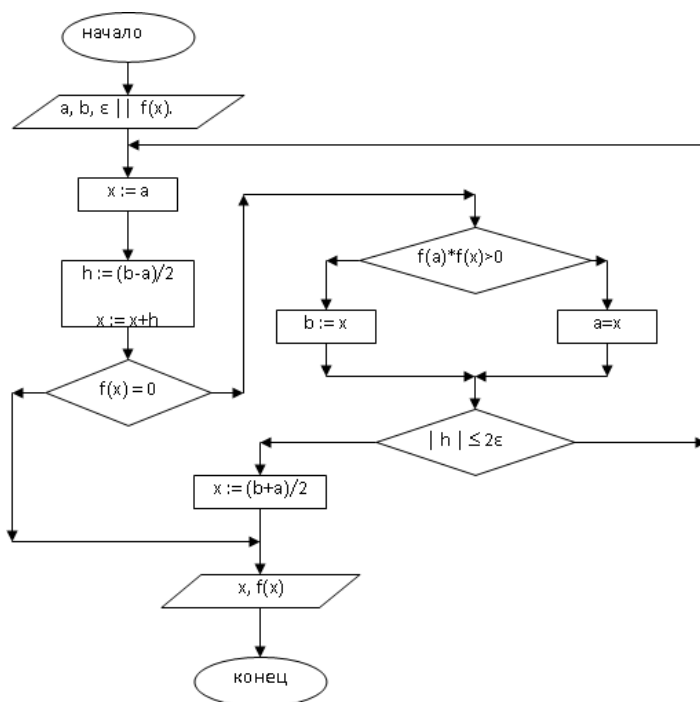 начало
a, b, ε || f(x).
x := a
h := (b-a)/2
x := x+h
f(x) = 0
f(a)*f(x)>0
b := x
a=x
| h | ≤ 2ε
x := (b+a)/2
x, f(x)
конец